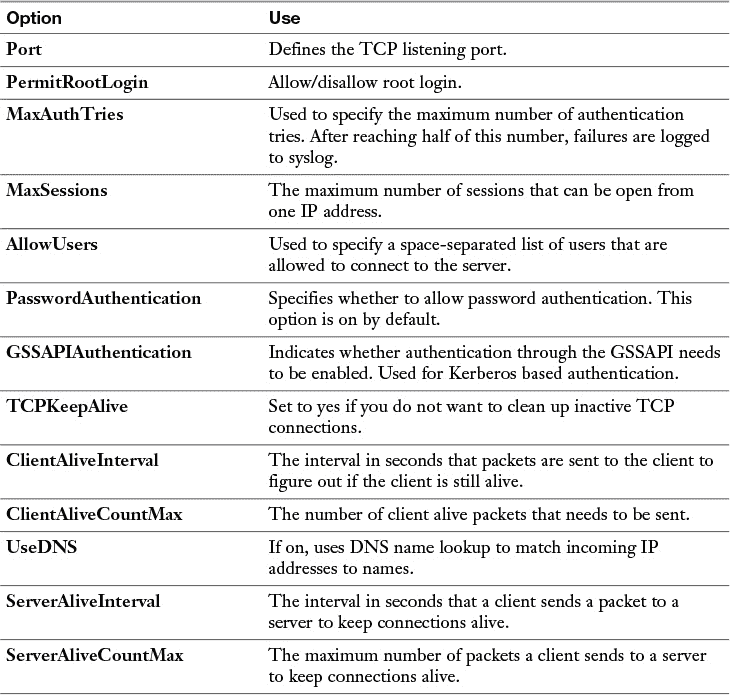 Option Use
Port Defines the TCP listening port.
PermitRootLogin Allow/disallow root login.
MaxAuthTries Used to specify the maximum number of authentication
tries. After reaching half of this number, failures are logged
to syslog.
MaxSessions The maximum number of sessions that can be open from
one IP address.
AllowUsers Used to specify a space-separated list of users that are
allowed to connect to the server.
PasswordAuthentication Specifies whether to allow password authentication. This
option is on by default.
GSSAPIAuthentication Indicates whether authentication through the GSSAPI needs
to be enabled. Used for Kerberos based authentication.
TCPKeepAlive Set to yes if you do not want to clean up inactive TCP
connections.
ClientAliveInterval The interval in seconds that packets are sent to the client to
figure out if the client is still alive.
ClientAliveCountMax The number of client alive packets that needs to be sent.
UseDNS If on, uses DNS name lookup to match incoming IP
addresses to names.
ServerAliveInterval The interval in seconds that a client sends a packet to a
server to keep connections alive.
ServerAliveCountMax The maximum number of packets a client sends to a server
to keep connections alive.